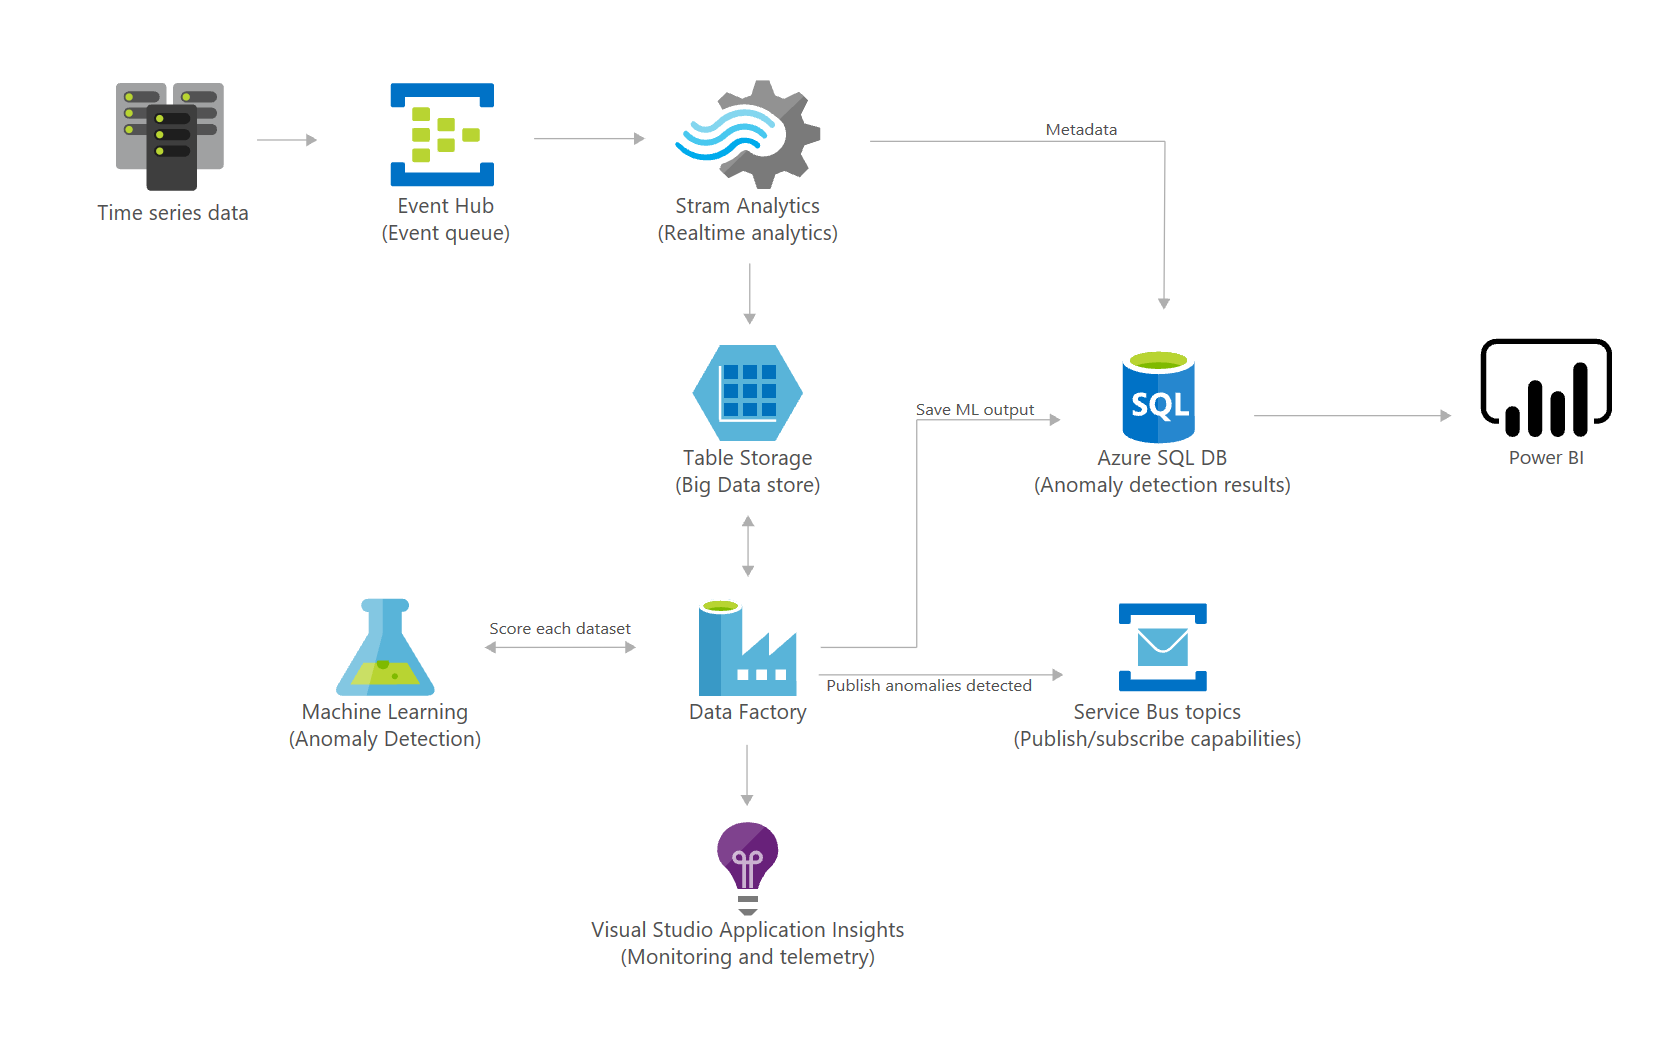 Metadata
Time series data
Event Hub
(Event queue)
Stram Analytics
(Realtime analytics)
SQL
Save ML output
Table Storage
(Big Data store)
Azure SQL DB
(Anomaly detection results)
Power BI
Score each dataset
Publish anomalies detected
Machine Learning
(Anomaly Detection)
Data Factory
Service Bus topics
(Publish/subscribe capabilities)
Visual Studio Application Insights
(Monitoring and telemetry)